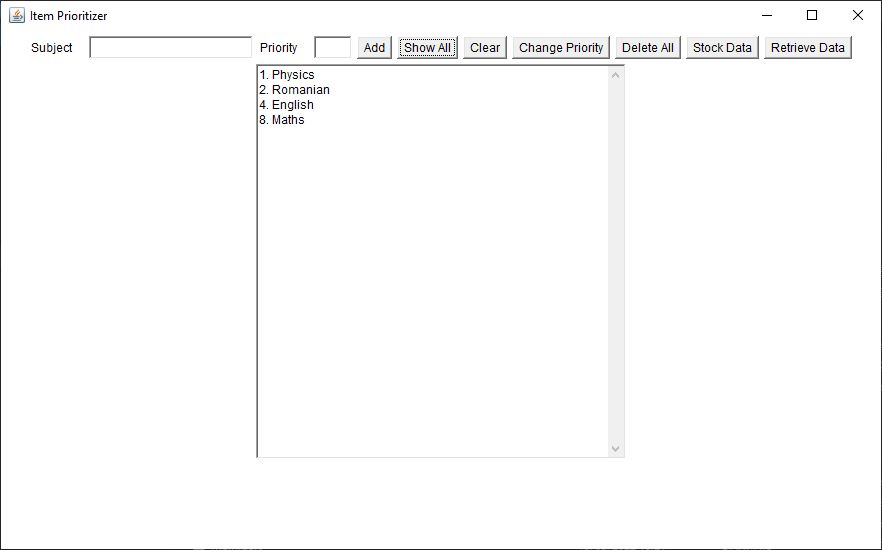 Item Prioritizer
Subject Priority Add Show All Clear Change Priority Delete All Stock Data Retrieve Data
1. Physics
2. Romanian
4. English
8. Maths